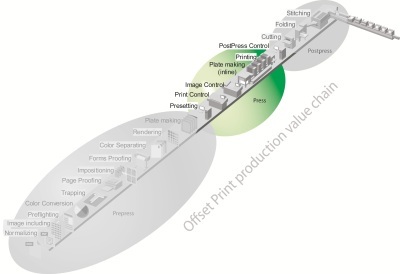 Stitching
Folding
Cutting
PostPress Control
Printing
Plate making
(inline)
Image Control
Print Control
Presetting
Plate making
Rendering
Color Separating
Forms Proofing
Impositioning
Page Proofing
Trapping
Color Conversion
Preflighting
Image including
Normalizing
Postpress
Press
Prepress
Offset Print production value chain